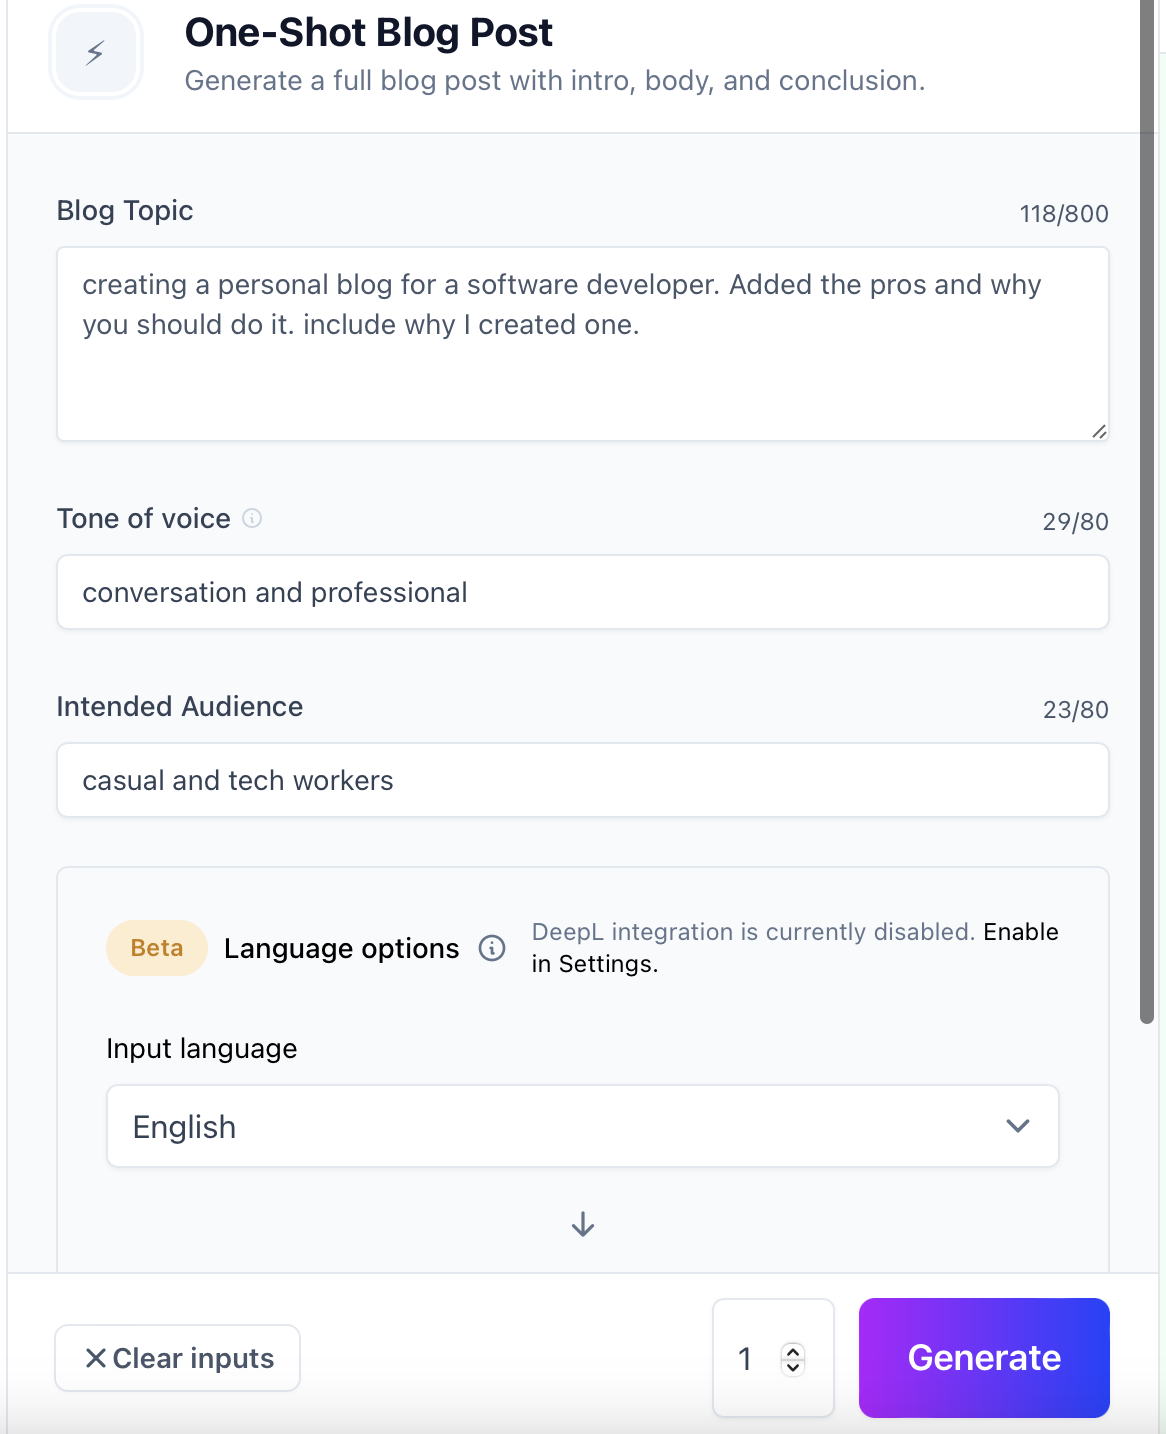 One-Shot Blog Post
Generate a full blog post with intro, body, and conclusion.
Blog Topic
118/800
creating a personal blog for a software developer. Added the pros and why
you should do it. include why I created one.
Tone of voice
29/80
conversation and professional
Intended Audience
23/80
casual and tech workers
Beta
Language options
DeepL integration is currently disabled. Enable
in Settings.
Input language
English
Clear inputs
1
Generate